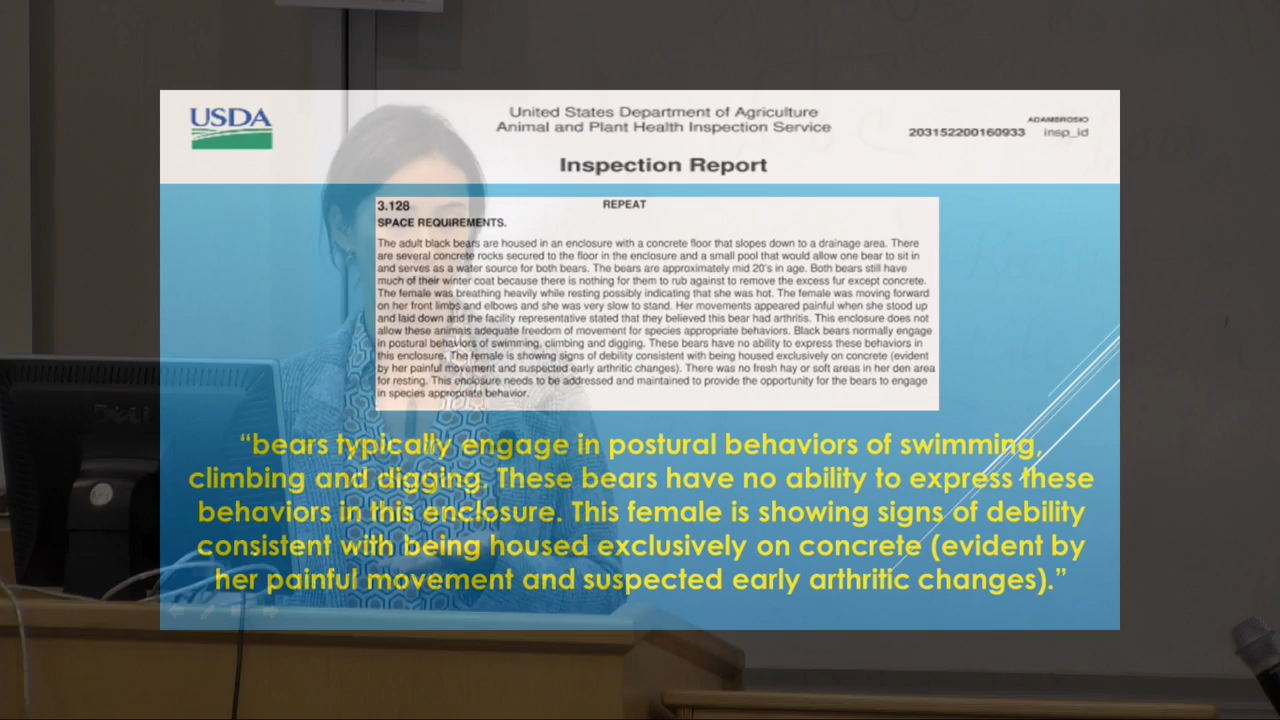 USDA
United States Department of Agriculture
Animal and Plant Health Inspection Service
ADAMBROSIO
203152200160933 insp_id
Inspection Report
3.128 REPEAT
SPACE REQUIREMENTS.
The adult black bears are housed in an enclosure with a concrete floor that slopes down to a drainage area. There
are several concrete rocks secured to the floor in the enclosure and a small pool that would allow one bear to sit in
and serves as a water source for both bears. The bears are approximately mid 20's in age. Both bears still have
much of their winter coat because there is nothing for them to rub against to remove the excess fur except concrete.
The female was breathing heavily while resting possibly indicating that she was hot. The female was moving forward
on her front limbs and elbows and she was very slow to stand. Her movements appeared painful when she stood up
and laid down and the facility representative stated that they believed this bear had arthritis. This enclosure does not
allow these animals adequate freedom of movement for species appropriate behaviors. Black bears normally engage
in postural behaviors of swimming, climbing and digging. These bears have no ability to express these behaviors in
this enclosure. The female is showing signs of debility consistent with being housed exclusively on concrete (evident
by her painful movement and suspected early arthritic changes). There was no fresh hay or soft areas in her den area
for resting. This enclosure needs to be addressed and maintained to provide the opportunity for the bears to engage
in species appropriate behavior.
“bears typically engage in postural behaviors of swimming,
climbing and digging. These bears have no ability to express these
behaviors in this enclosure. This female is showing signs of debility
consistent with being housed exclusively on concrete (evident by
her painful movement and suspected early arthritic changes).”
DELL